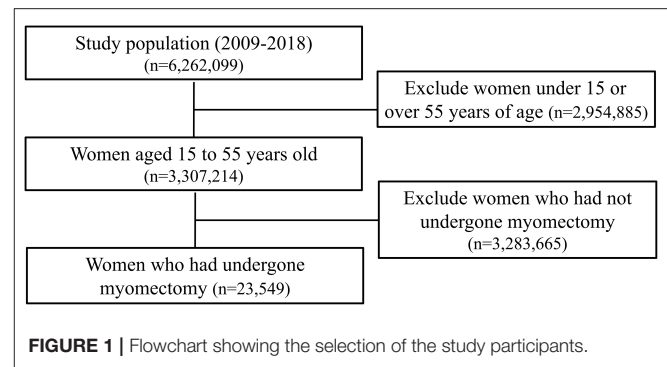 Study population (2009-2018)
(n=6,262,099)
Exclude women under 15 or
over 55 years of age (n=2,954,885)
Women aged 15 to 55 years old
(n=3,307,214)
Exclude women who had not
undergone myomectomy
(n=3,283,665)
Women who had undergone
myomectomy (n=23,549)
FIGURE 1 | Flowchart showing the selection of the study participants.